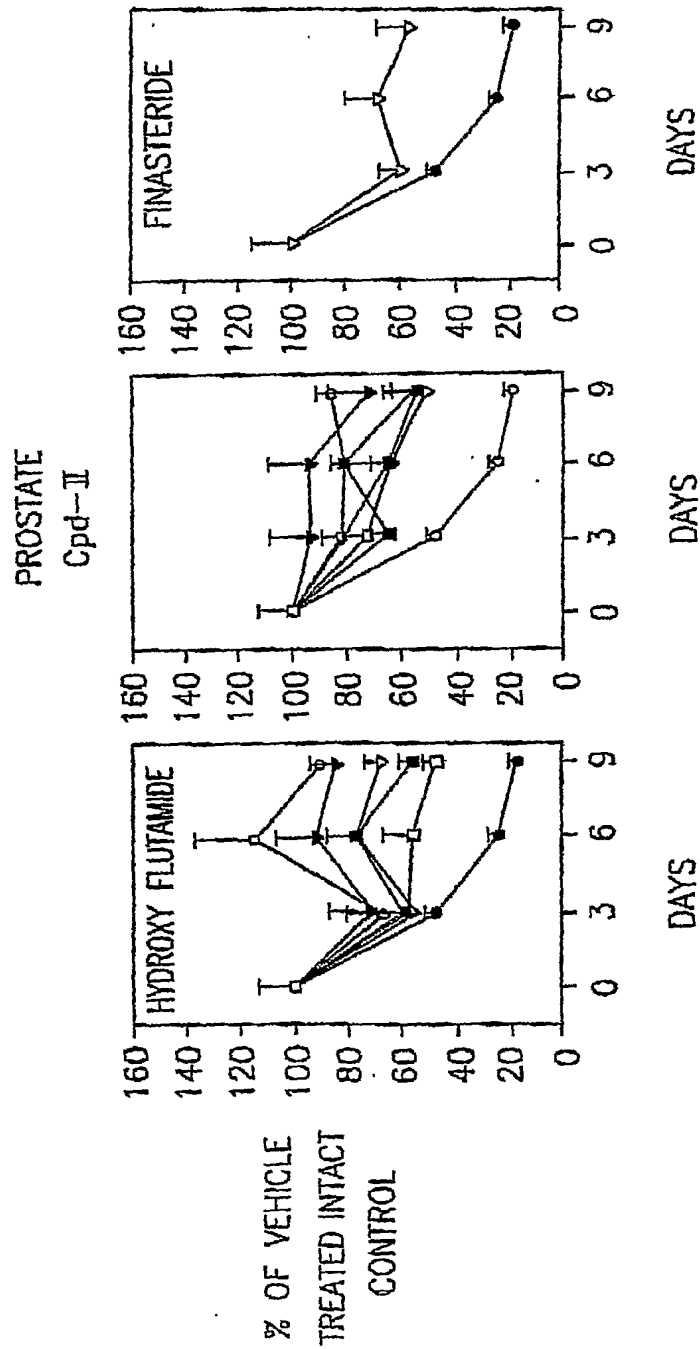 PROSTATE
Cpd-II
% OF VEHICLE
TREATED INTACT
CONTROL
HYDROXY FLUTAMIDE
160
140
120
100
80
60
40
20
0
0 3 6 9
DAYS
160
140
120
100
80
60
40
20
0
0 3 6 9
DAYS
FINASTERIDE
160
140
120
100
80
60
40
20
0
0 3 6 9
DAYS